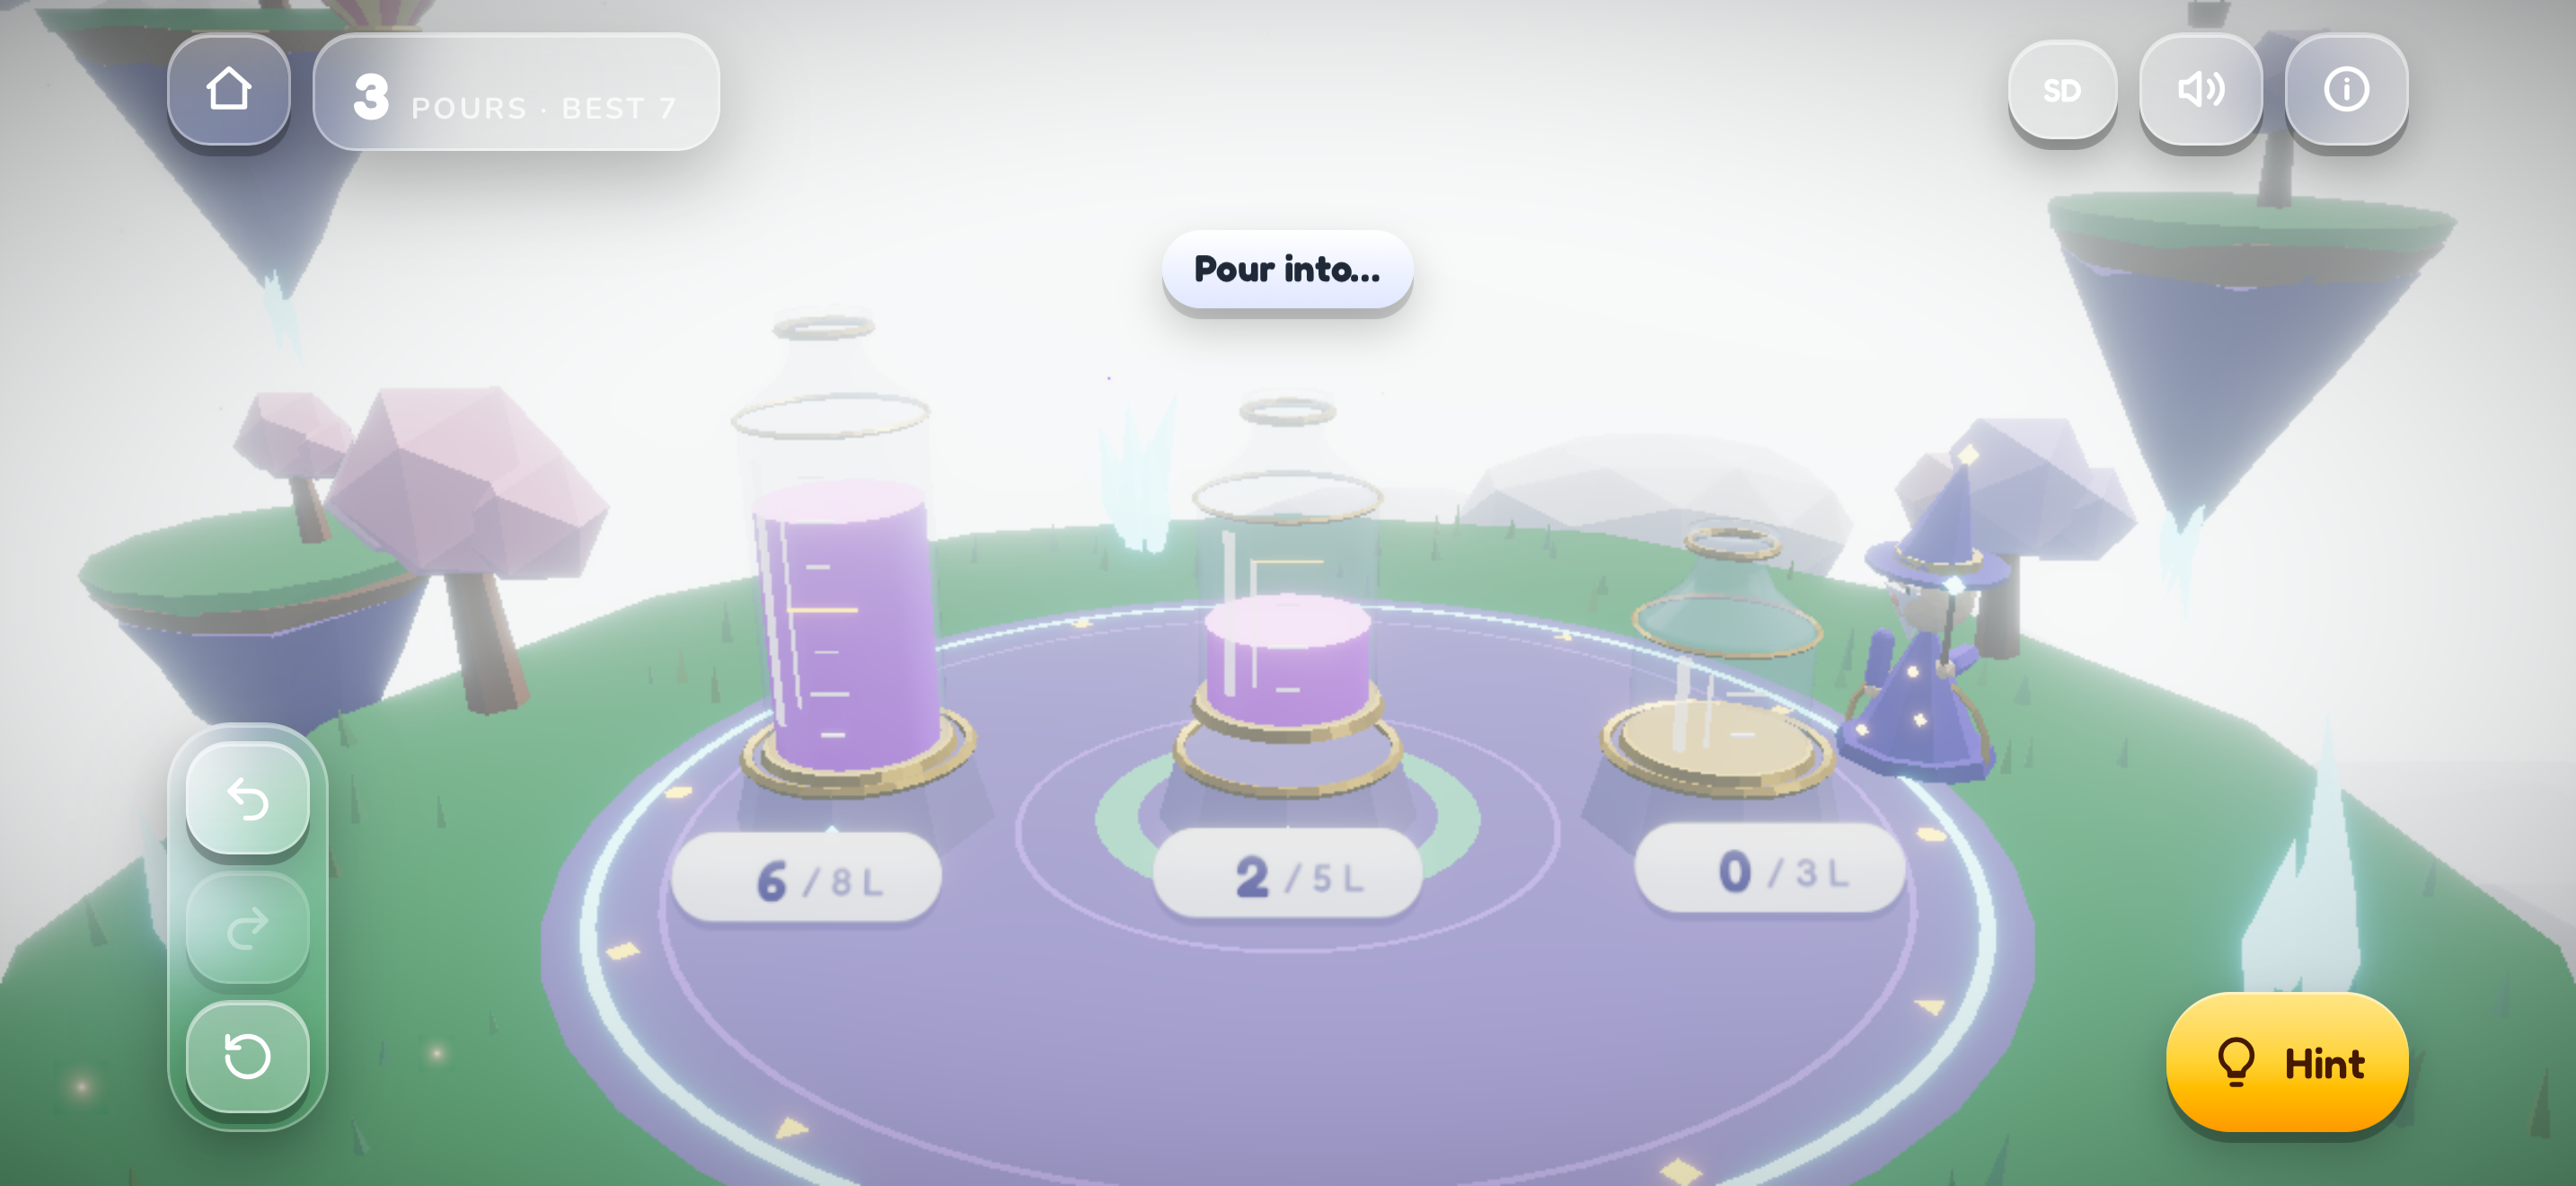 3 POURS · BEST 7
SD
Pour into...
6 / 8 L
2 / 5 L
0 / 3 L
Hint